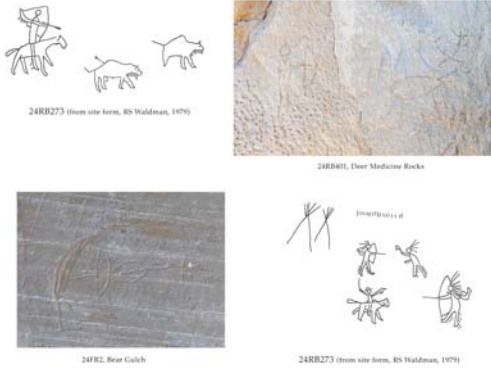 24RB273 (from site form, RS Waldman, 1979)
24RB401, Deer Medicine Rocks
24FR2, Bear Gulch
24RB273 (from site form, RS Waldman, 1979)